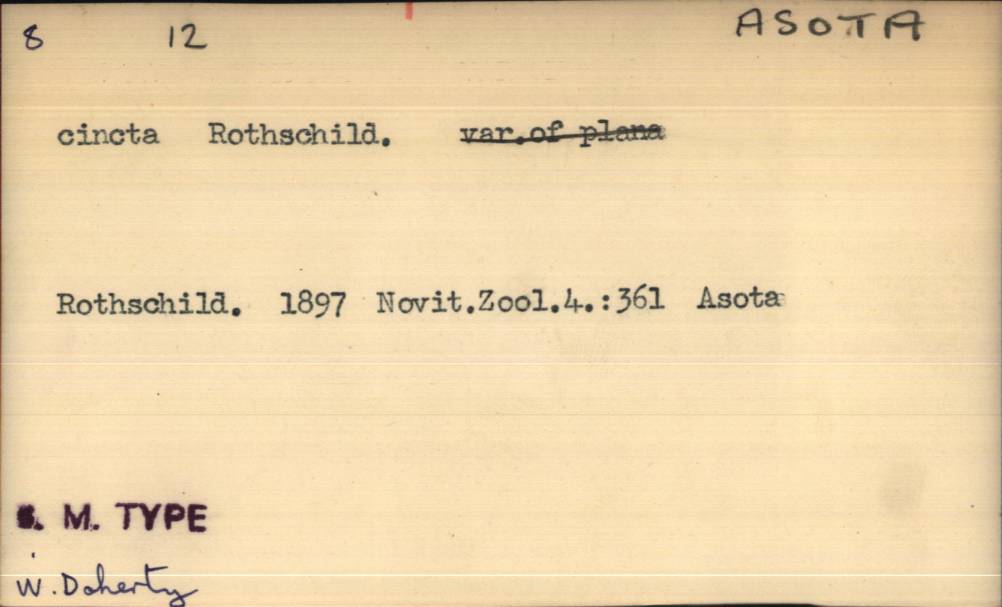 8 12 ASOTA
cincta Rothschild. var.of plana
Rothschild. 1897 Novit.Zool.4.:361 Asota
M. TYPE
W. Doherty